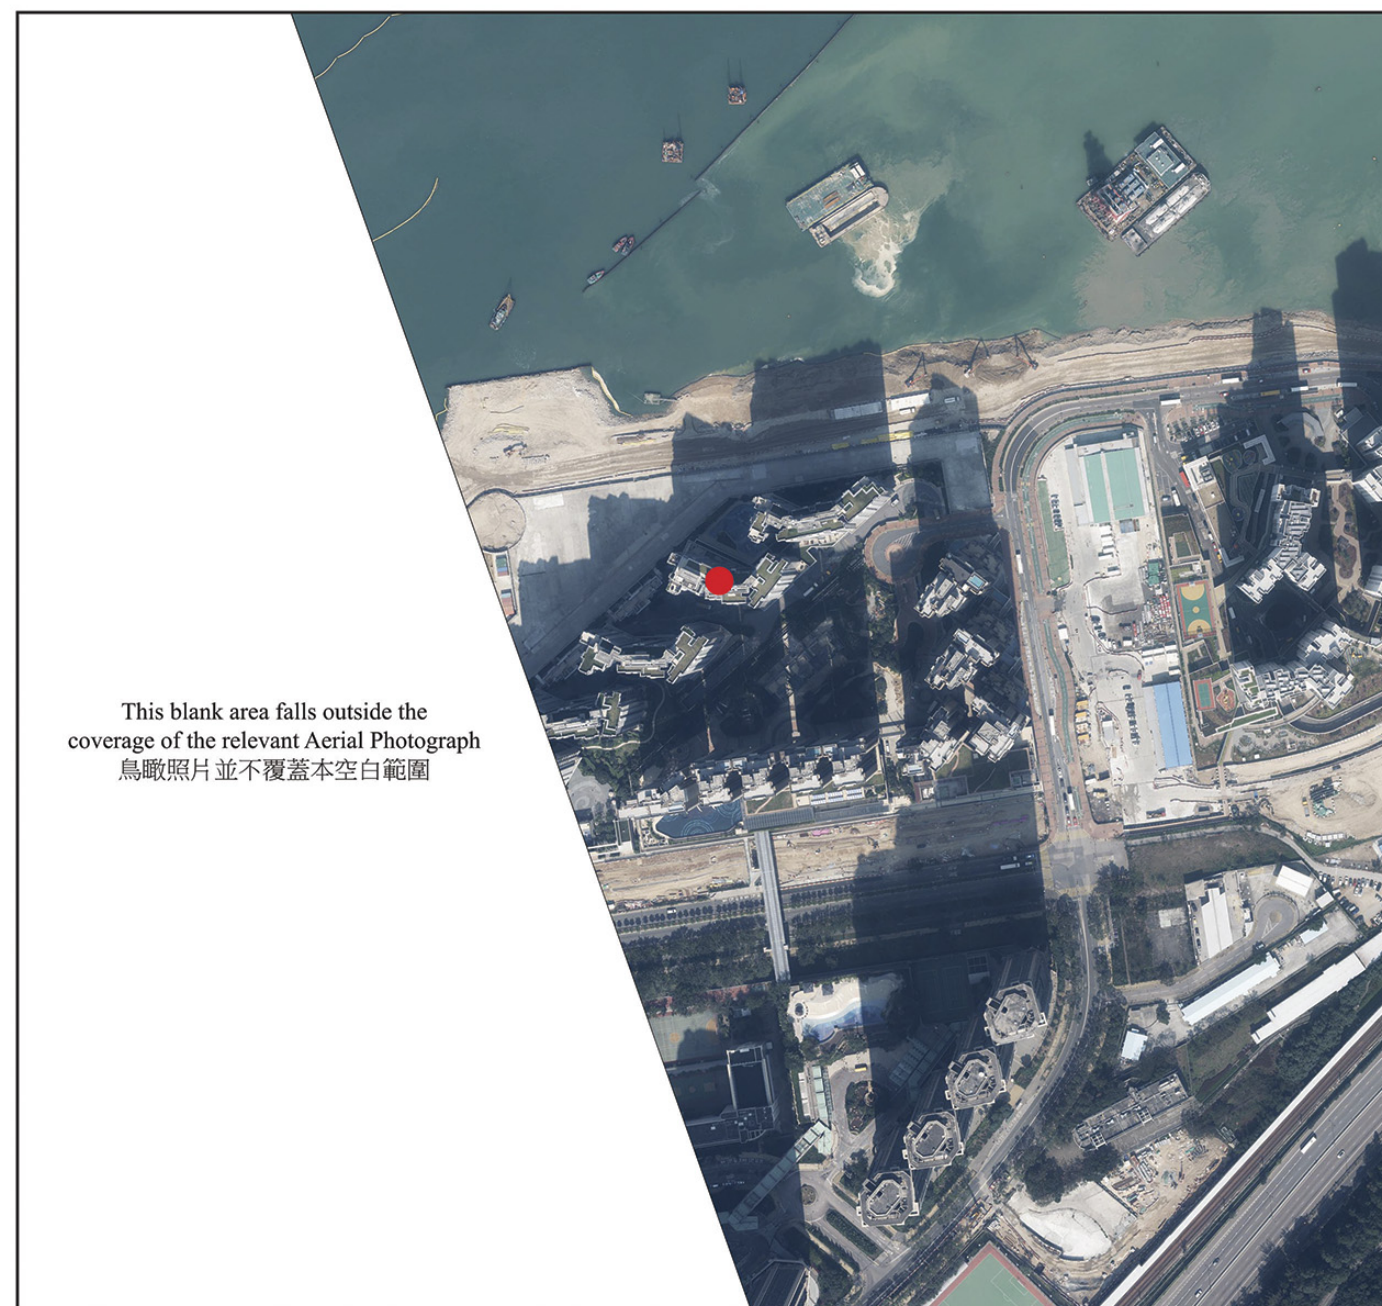 This blank area falls outside the
coverage of the relevant Aerial Photograph
鳥瞰照片並不覆蓋本空白範圍